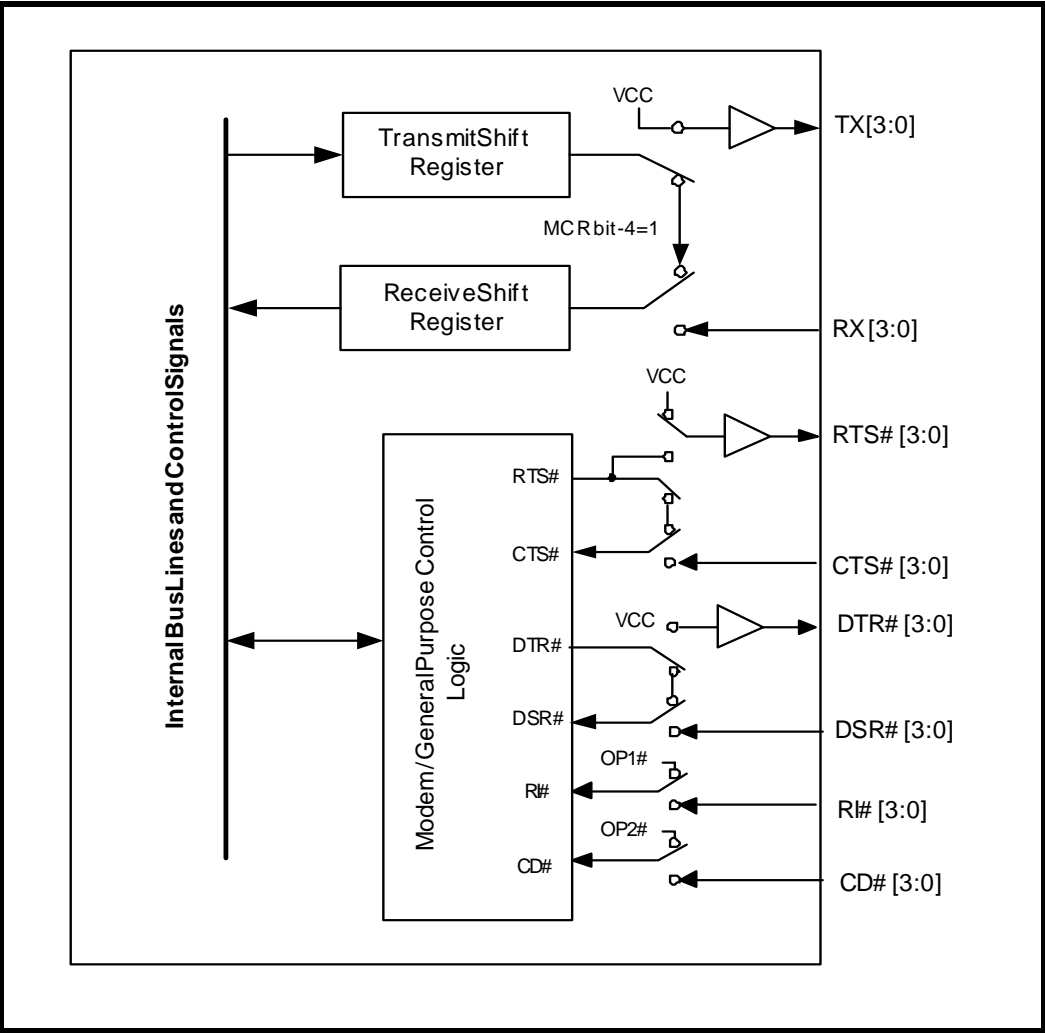 VCC
TX[3:0]
TransmitShift
Register
MCRbit-4=1
ReceiveShift
Register
RX[3:0]
InternalBusLinesandControlSignals
VCC
RTS# [3:0]
RTS#
CTS#
CTS# [3:0]
Modem/GeneralPurpose Control
Logic
VCC
DTR# [3:0]
DTR#
DSR#
DSR# [3:0]
OP1#
RI#
RI# [3:0]
OP2#
CD#
CD# [3:0]